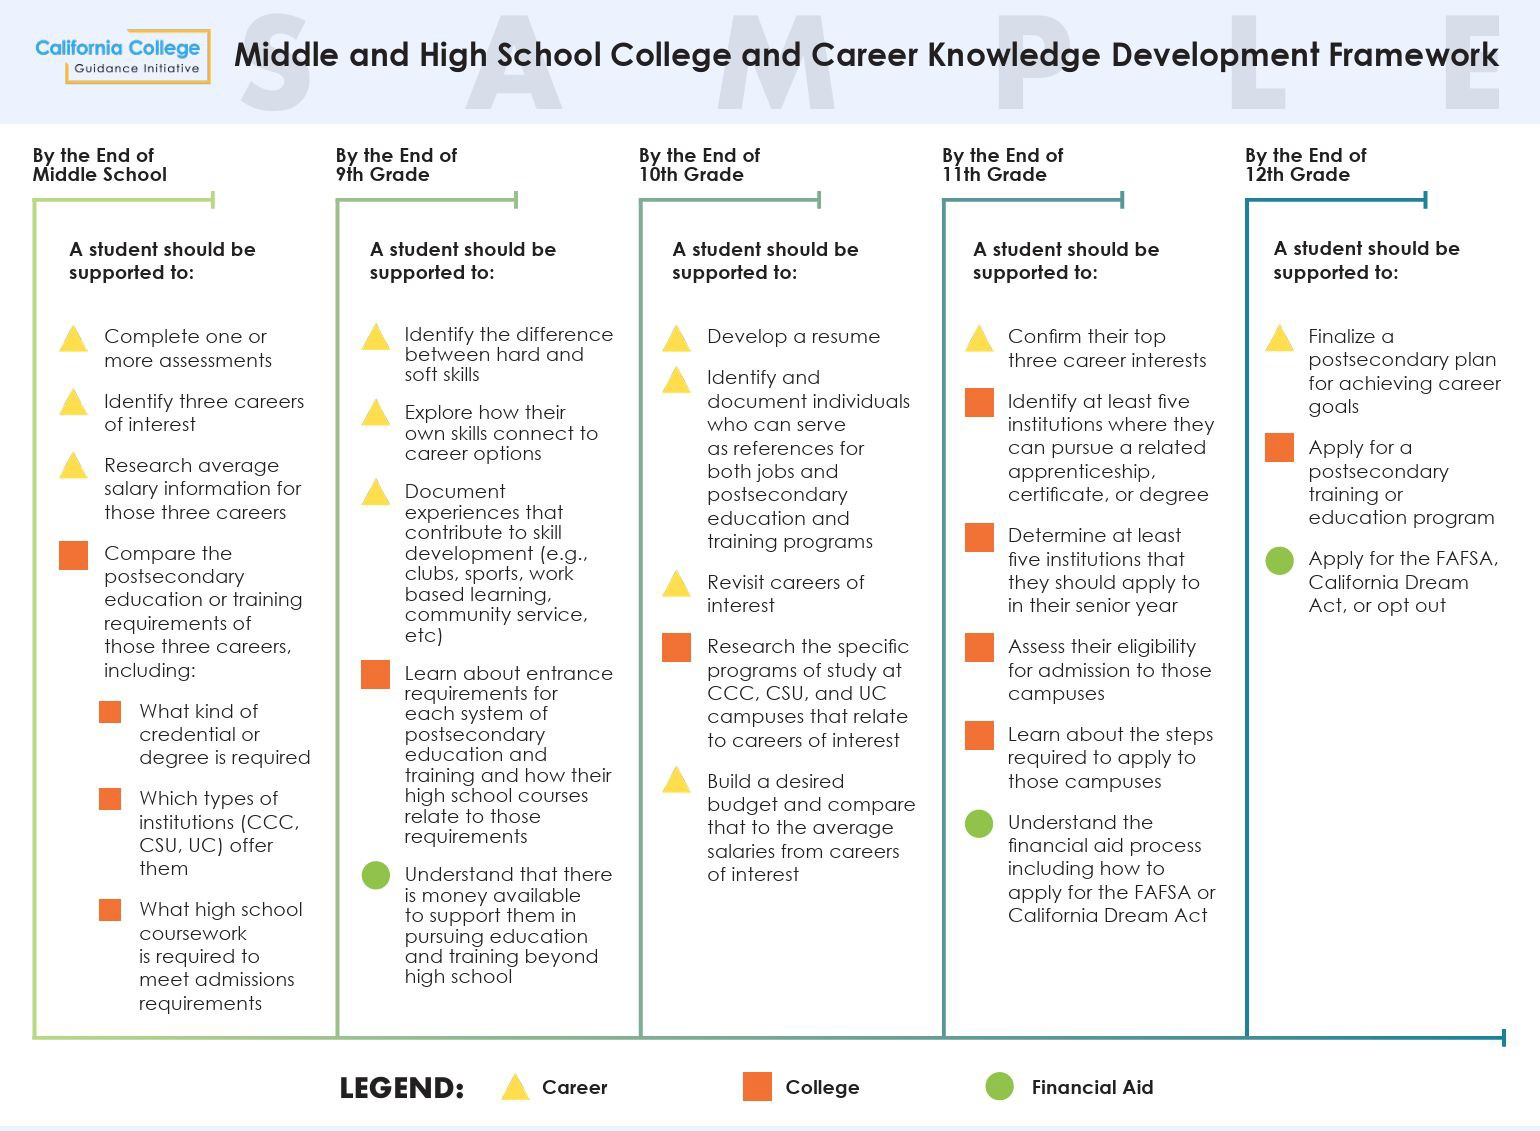 SAMPLE
California College
Guidance Initiative
Middle and High School College and Career Knowledge Development Framework
By the End of
Middle School
A student should be
supported to:
Complete one or
more assessments
Identify three careers
of interest
Research average
salary information for
those three careers
Compare the
postsecondary
education or training
requirements of
those three careers,
including:
What kind of
credential or
degree is required
Which types of
institutions (CCC,
CSU, UC) offer
them
What high school
coursework
is required to
meet admissions
requirements
By the End of
9th Grade
A student should be
supported to:
Identify the difference
between hard and
soft skills
Explore how their
own skills connect to
career options
Document
experiences that
contribute to skill
development (e.g.,
clubs, sports, work
based learning,
community service,
etc)
Learn about entrance
requirements for
each system of
postsecondary
education and
training and how their
high school courses
relate to those
requirements
Understand that there
is money available
to support them in
pursuing education
and training beyond
high school
By the End of
10th Grade
A student should be
supported to:
Develop a resume
Identify and
document individuals
who can serve
as references for
both jobs and
postsecondary
education and
training programs
Revisit careers of
interest
Research the specific
programs of study at
CCC, CSU, and UC
campuses that relate
to careers of interest
Build a desired
budget and compare
that to the average
salaries from careers
of interest
By the End of
11th Grade
A student should be
supported to:
Confirm their top
three career interests
Identify at least five
institutions where they
can pursue a related
apprenticeship,
certificate, or degree
Determine at least
five institutions that
they should apply to
in their senior year
Assess their eligibility
for admission to those
campuses
Learn about the steps
required to apply to
those campuses
Understand the
financial aid process
including how to
apply for the FAFSA or
California Dream Act
By the End of
12th Grade
A student should be
supported to:
Finalize a
postsecondary plan
for achieving career
goals
Apply for a
postsecondary
training or
education program
Apply for the FAFSA,
California Dream
Act, or opt out
LEGEND:
Career
College
Financial Aid